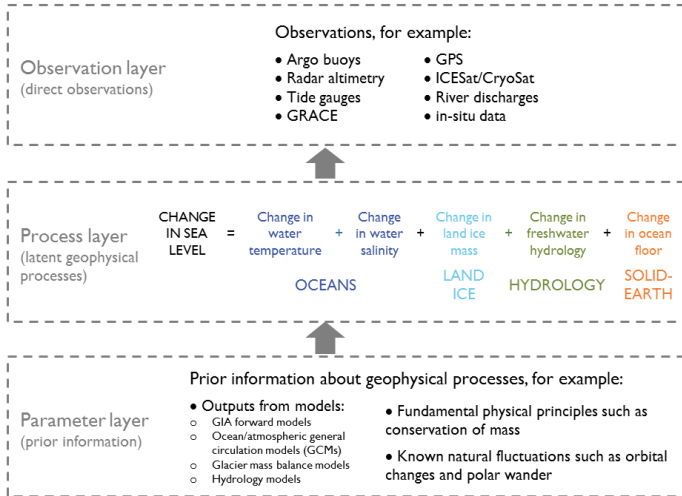 Observation layer
(direct observations)
Observations, for example:
• Argo buoys
• Radar altimetry
• Tide gauges
• GRACE
• GPS
• ICESat/CryoSat
• River discharges
• in-situ data
Process layer
(latent geophysical
processes)
CHANGE
IN SEA
LEVEL
=
Change in
water
temperature
+
Change
in water
salinity
+
Change in
land ice
mass
+
Change in
freshwater
hydrology
+
Change
in ocean
floor
OCEANS
LAND
ICE
HYDROLOGY
SOLID-
EARTH
Parameter layer
(prior information)
Prior information about geophysical processes, for example:
• Outputs from models:
o GIA forward models
o Ocean/atmospheric general
circulation models (GCMs)
o Glacier mass balance models
o Hydrology models
• Fundamental physical principles such as
conservation of mass
• Known natural fluctuations such as orbital
changes and polar wander